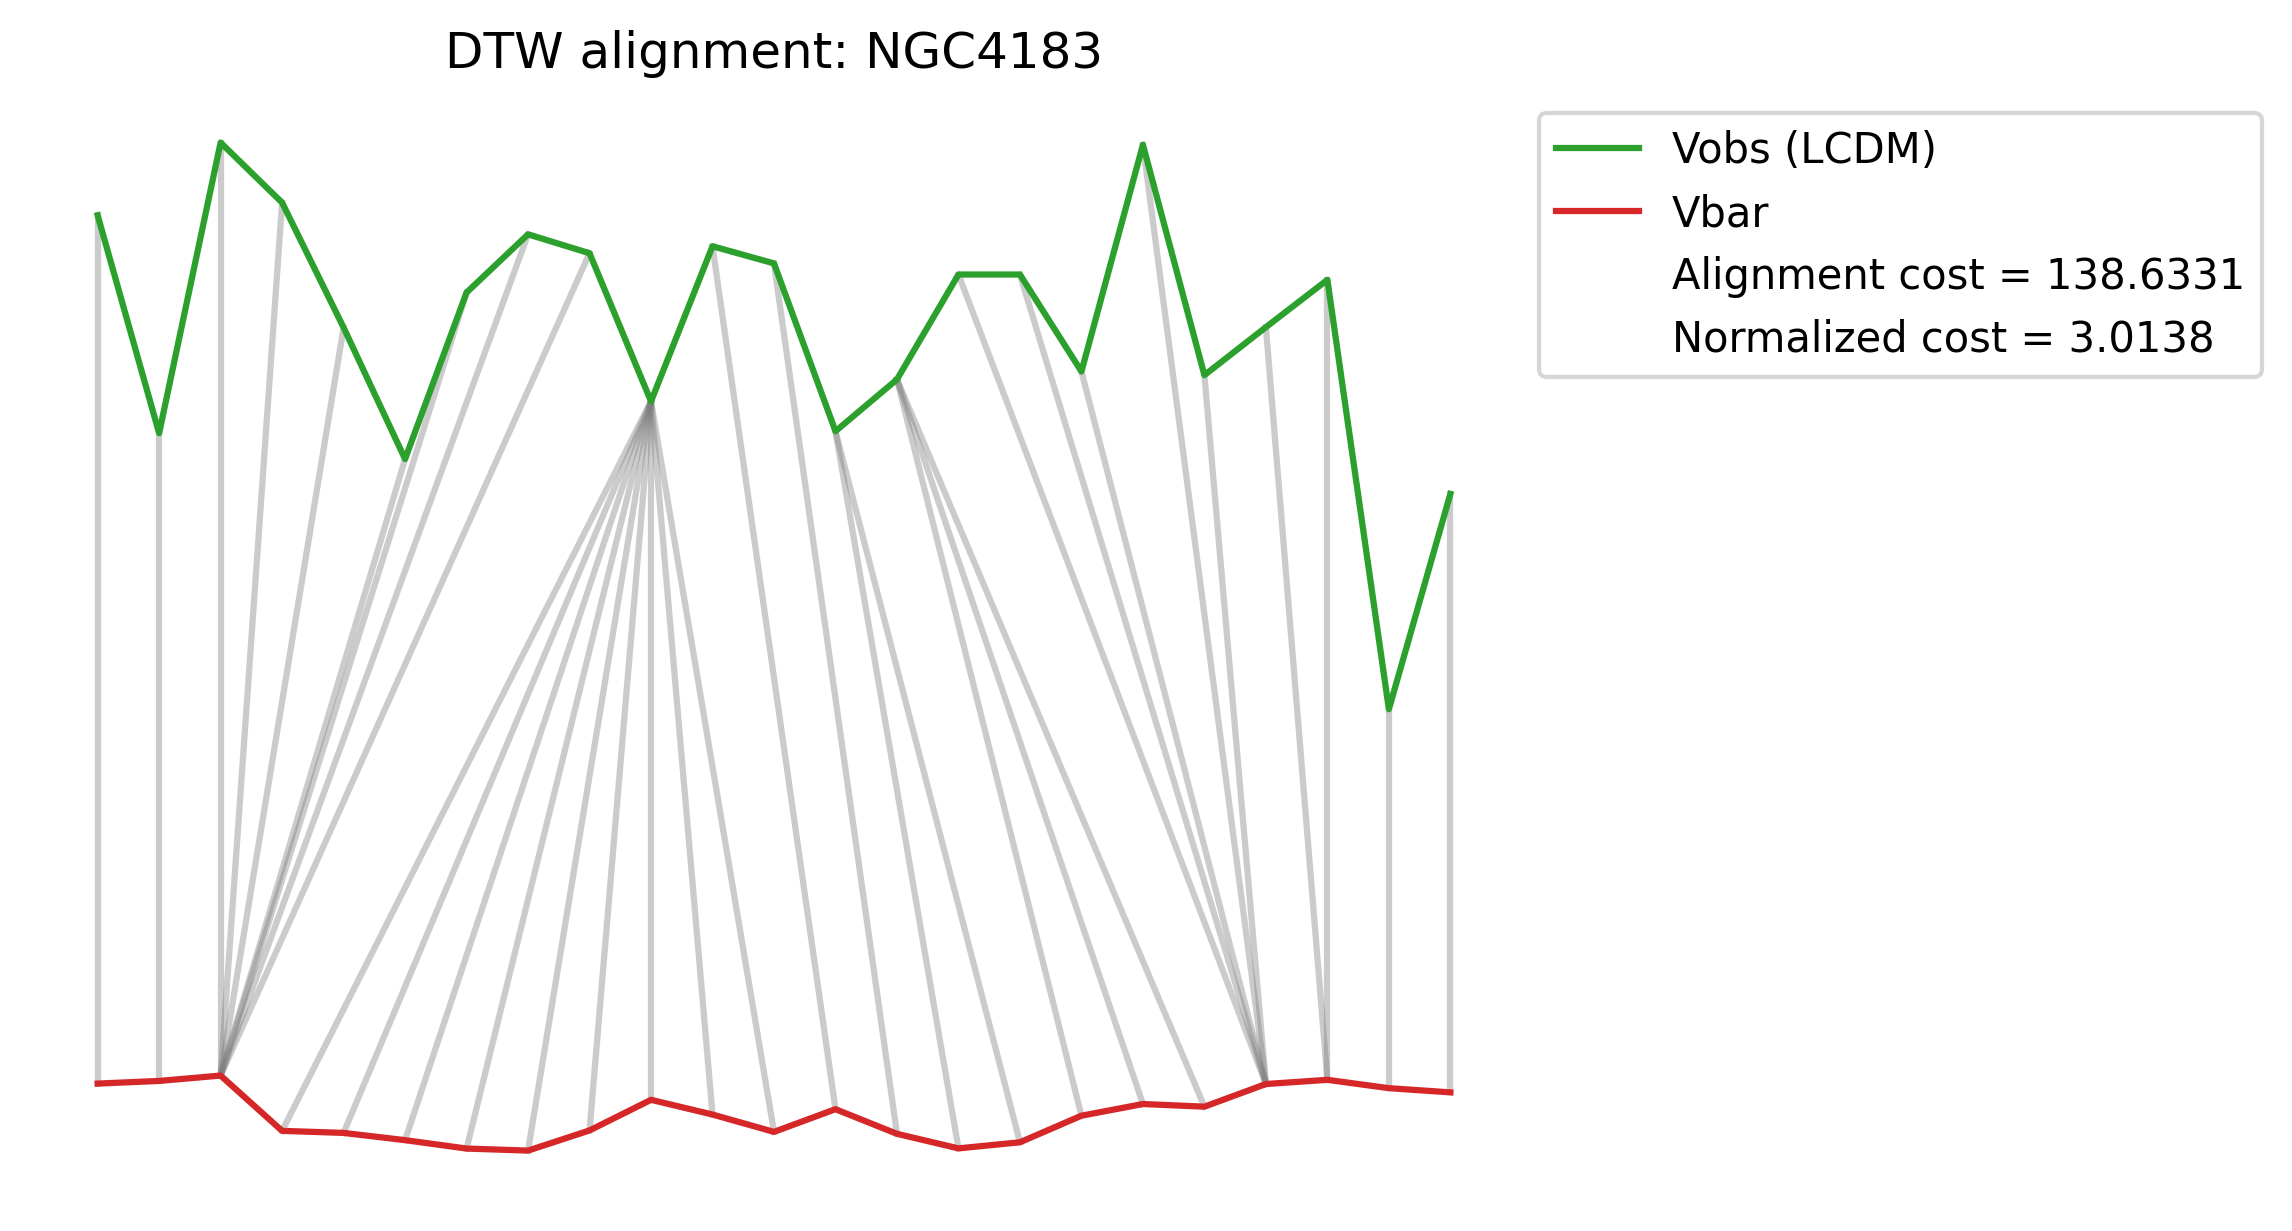 DTW alignment: NGC4183
Vobs (LCDM)
Vbar
Alignment cost = 138.6331
Normalized cost = 3.0138